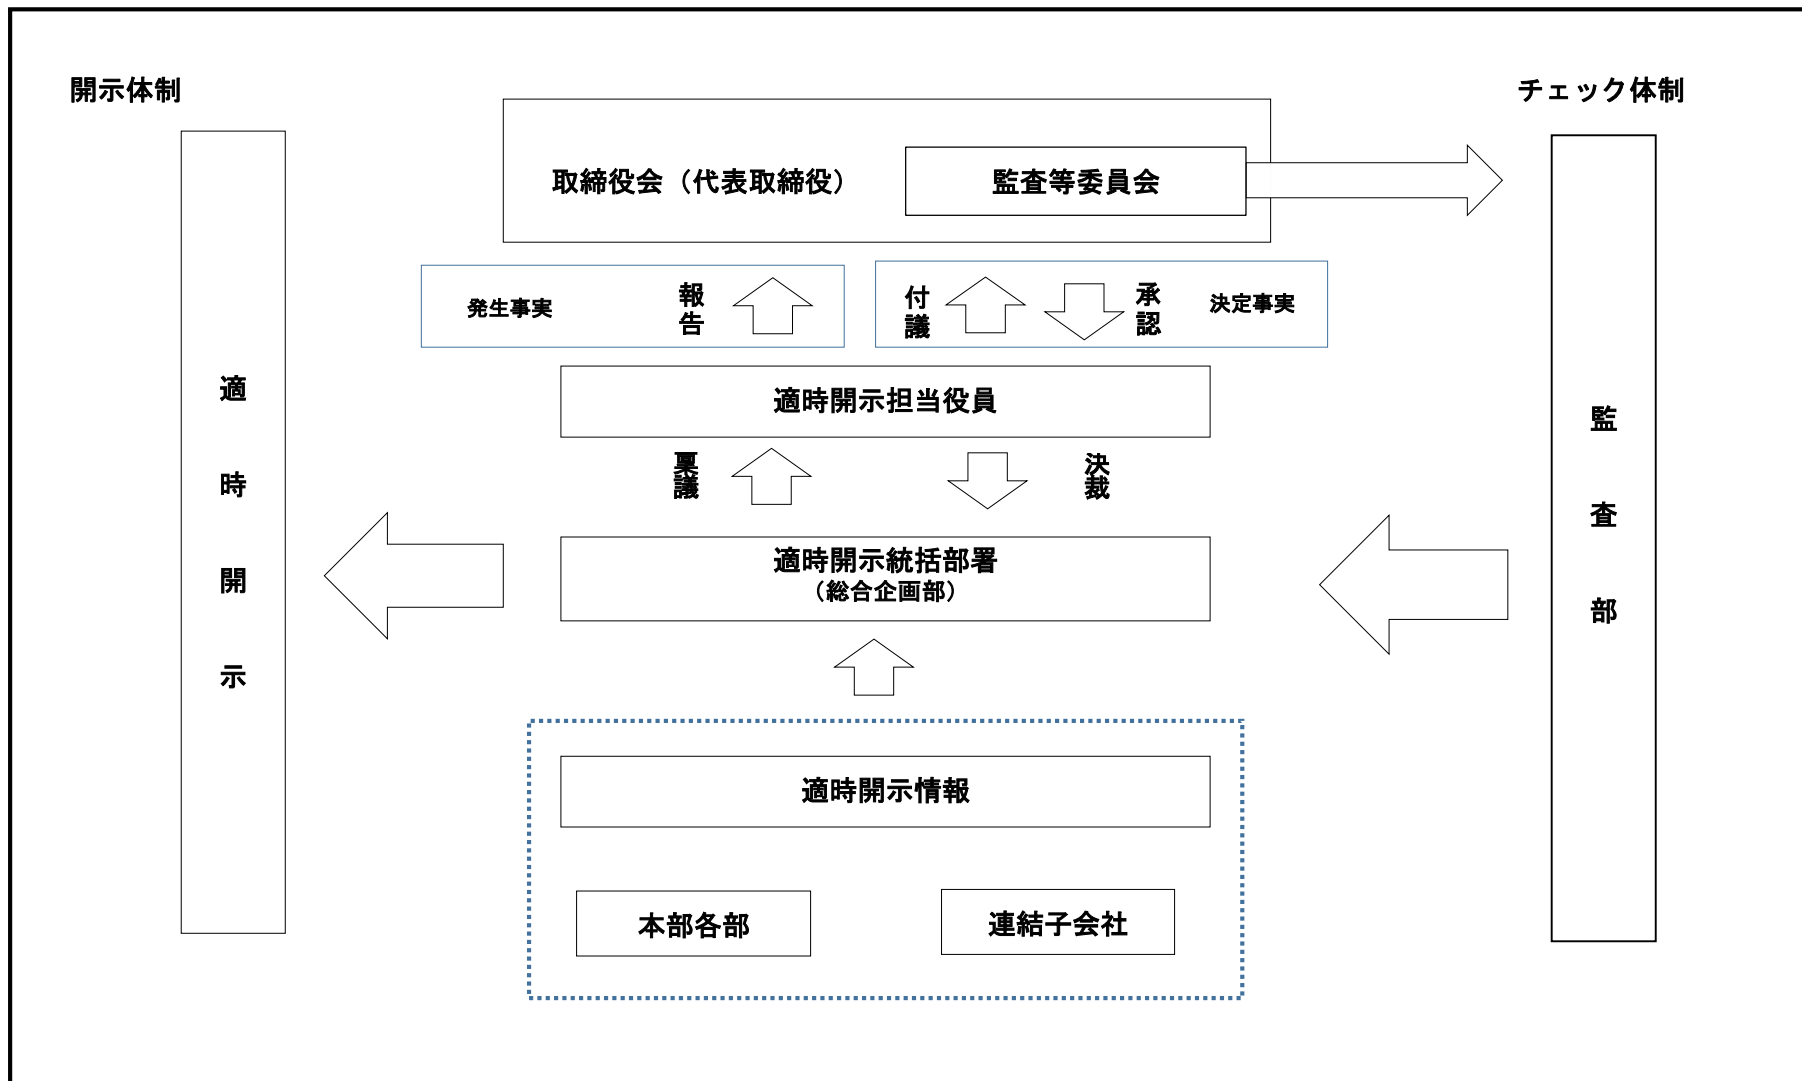 開示体制
チェック体制
取締役会（代表取締役）
監査等委員会
発生事実
報告
付議
承認
決定事実
適時開示担当役員
稟議
決裁
適時開示統括部署
（総合企画部）
適時開示情報
本部各部
連結子会社
適時開示
監査部